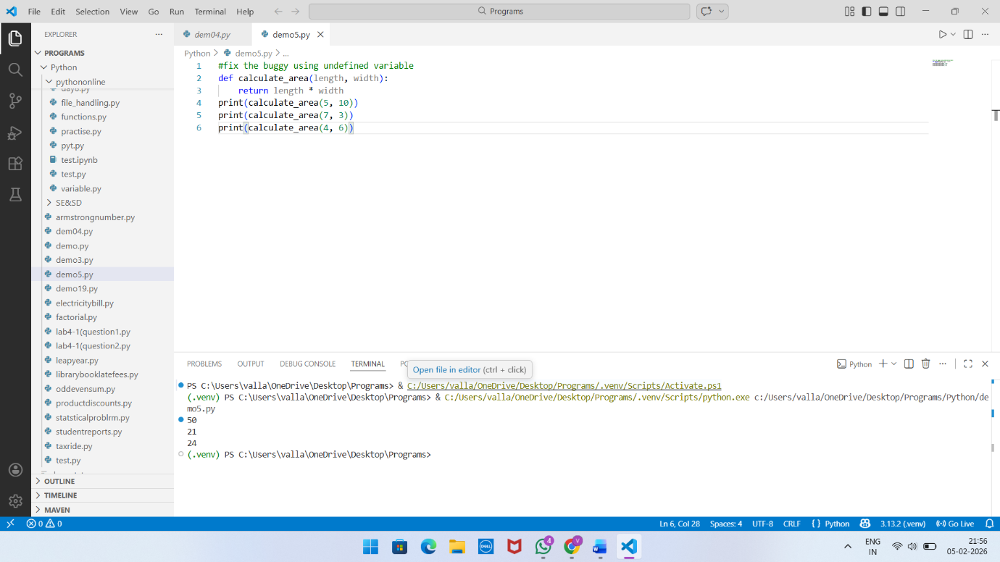 File Edit Selection View Go Run Terminal Help
Programs
EXPLORER
dem04.py
demo5.py
PROGRAMS
Python
pythononline
file_handling.py
functions.py
practise.py
pyt.py
test.ipynb
test.py
variable.py
SE&SD
armstrongnumber.py
dem04.py
demo.py
demo3.py
demo5.py
demo19.py
electricitybill.py
factorial.py
lab4-1(question1.py
lab4-1(question2.py
leapyear.py
librarybooklatefees.py
oddevensum.py
productdiscounts.py
statsticalproblrm.py
studentreports.py
taxride.py
test.py
OUTLINE
TIMELINE
MAVEN
Python > demo5.py > ...
1 #fix the buggy using undefined variable
2 def calculate_area(length, width):
3 return length * width
4 print(calculate_area(5, 10))
5 print(calculate_area(7, 3))
6 print(calculate_area(4, 6))
PROBLEMS OUTPUT DEBUG CONSOLE TERMINAL
Open file in editor (ctrl + click)
Python
PS C:\Users\valla\OneDrive\Desktop\Programs> & C:/Users/valla/OneDrive/Desktop/Programs/.venv/Scripts/Activate.ps1
(.venv) PS C:\Users\valla\OneDrive\Desktop\Programs> & C:/Users/valla/OneDrive/Desktop/Programs/.venv/Scripts/python.exe c:/Users/valla/OneDrive/Desktop/Programs/Python/de
mo5.py
50
21
24
(.venv) PS C:\Users\valla\OneDrive\Desktop\Programs>
0 0
Ln 6, Col 28 Spaces: 4 UTF-8 CRLF {} Python 3.13.2 (.venv) Go Live
DELL
4
V
ENG
IN
21:56
05-02-2026